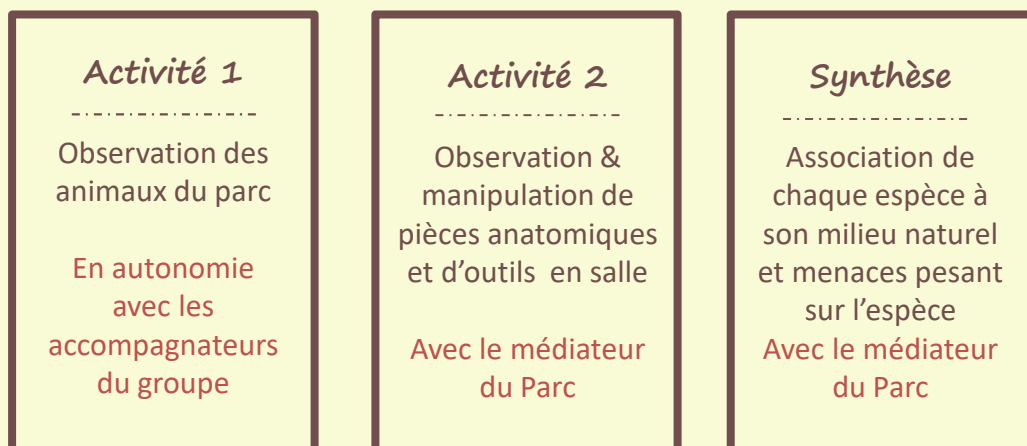 Activité 1
Observation des
animaux du parc
En autonomie
avec les
accompagnateurs
du groupe
Activité 2
Observation &
manipulation de
pièces anatomiques
et d’outils en salle
Avec le médiateur
du Parc
Synthèse
Association de
chaque espèce à
son milieu naturel
et menaces pesant
sur l’espèce
Avec le médiateur
du Parc